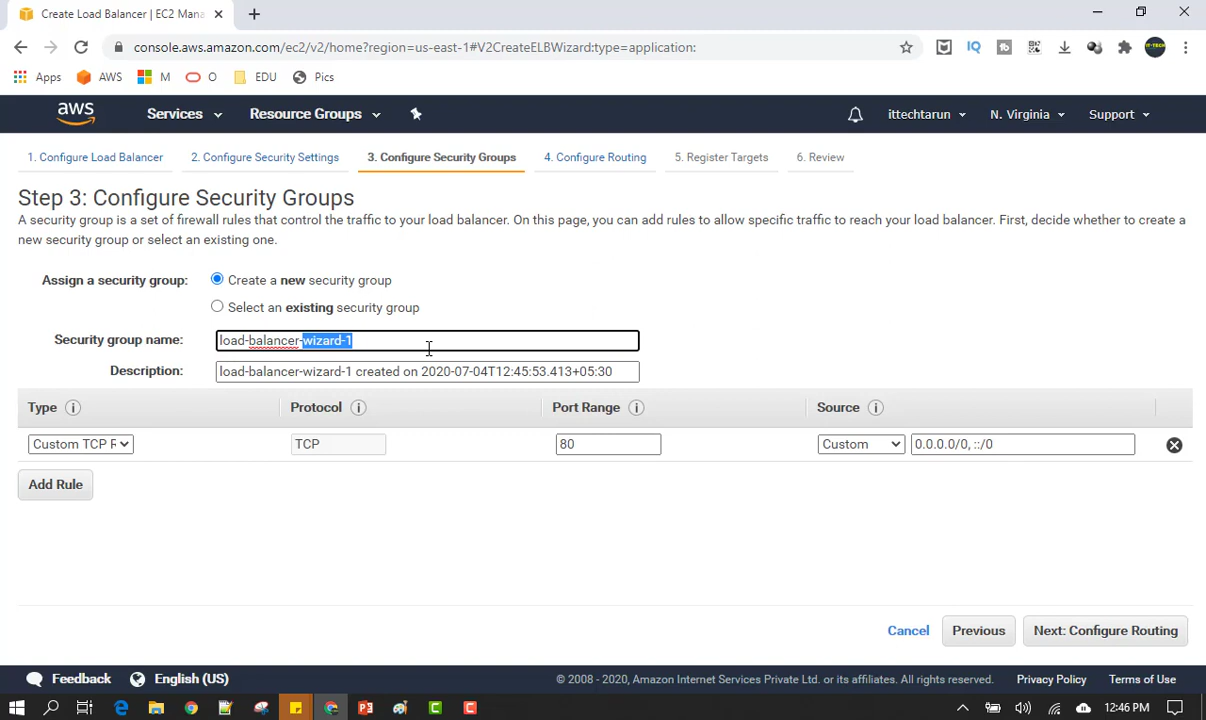 Create Load Balancer | EC2 Mana
console.aws.amazon.com/ec2/v2/home?region=us-east-1#V2CreateELBWizard:type=application:
IQ
IT-TECH
Apps
AWS
M
O
EDU
Pics
aws
Services
Resource Groups
ittechtarun
N. Virginia
Support
1. Configure Load Balancer
2. Configure Security Settings
3. Configure Security Groups
4. Configure Routing
5. Register Targets
6. Review
Step 3: Configure Security Groups
A security group is a set of firewall rules that control the traffic to your load balancer. On this page, you can add rules to allow specific traffic to reach your load balancer. First, decide whether to create a
new security group or select an existing one.
Assign a security group:
Create a new security group
Select an existing security group
Security group name:
load-balancer-wizard-1
Description:
load-balancer-wizard-1 created on 2020-07-04T12:45:53.413+05:30
Type
Protocol
Port Range
Source
Custom TCP F
TCP
80
Custom
0.0.0.0/0, ::/0
Add Rule
Cancel
Previous
Next: Configure Routing
Feedback
English (US)
© 2008 - 2020, Amazon Internet Services Private Ltd. or its affiliates. All rights reserved.
Privacy Policy
Terms of Use
12:46 PM